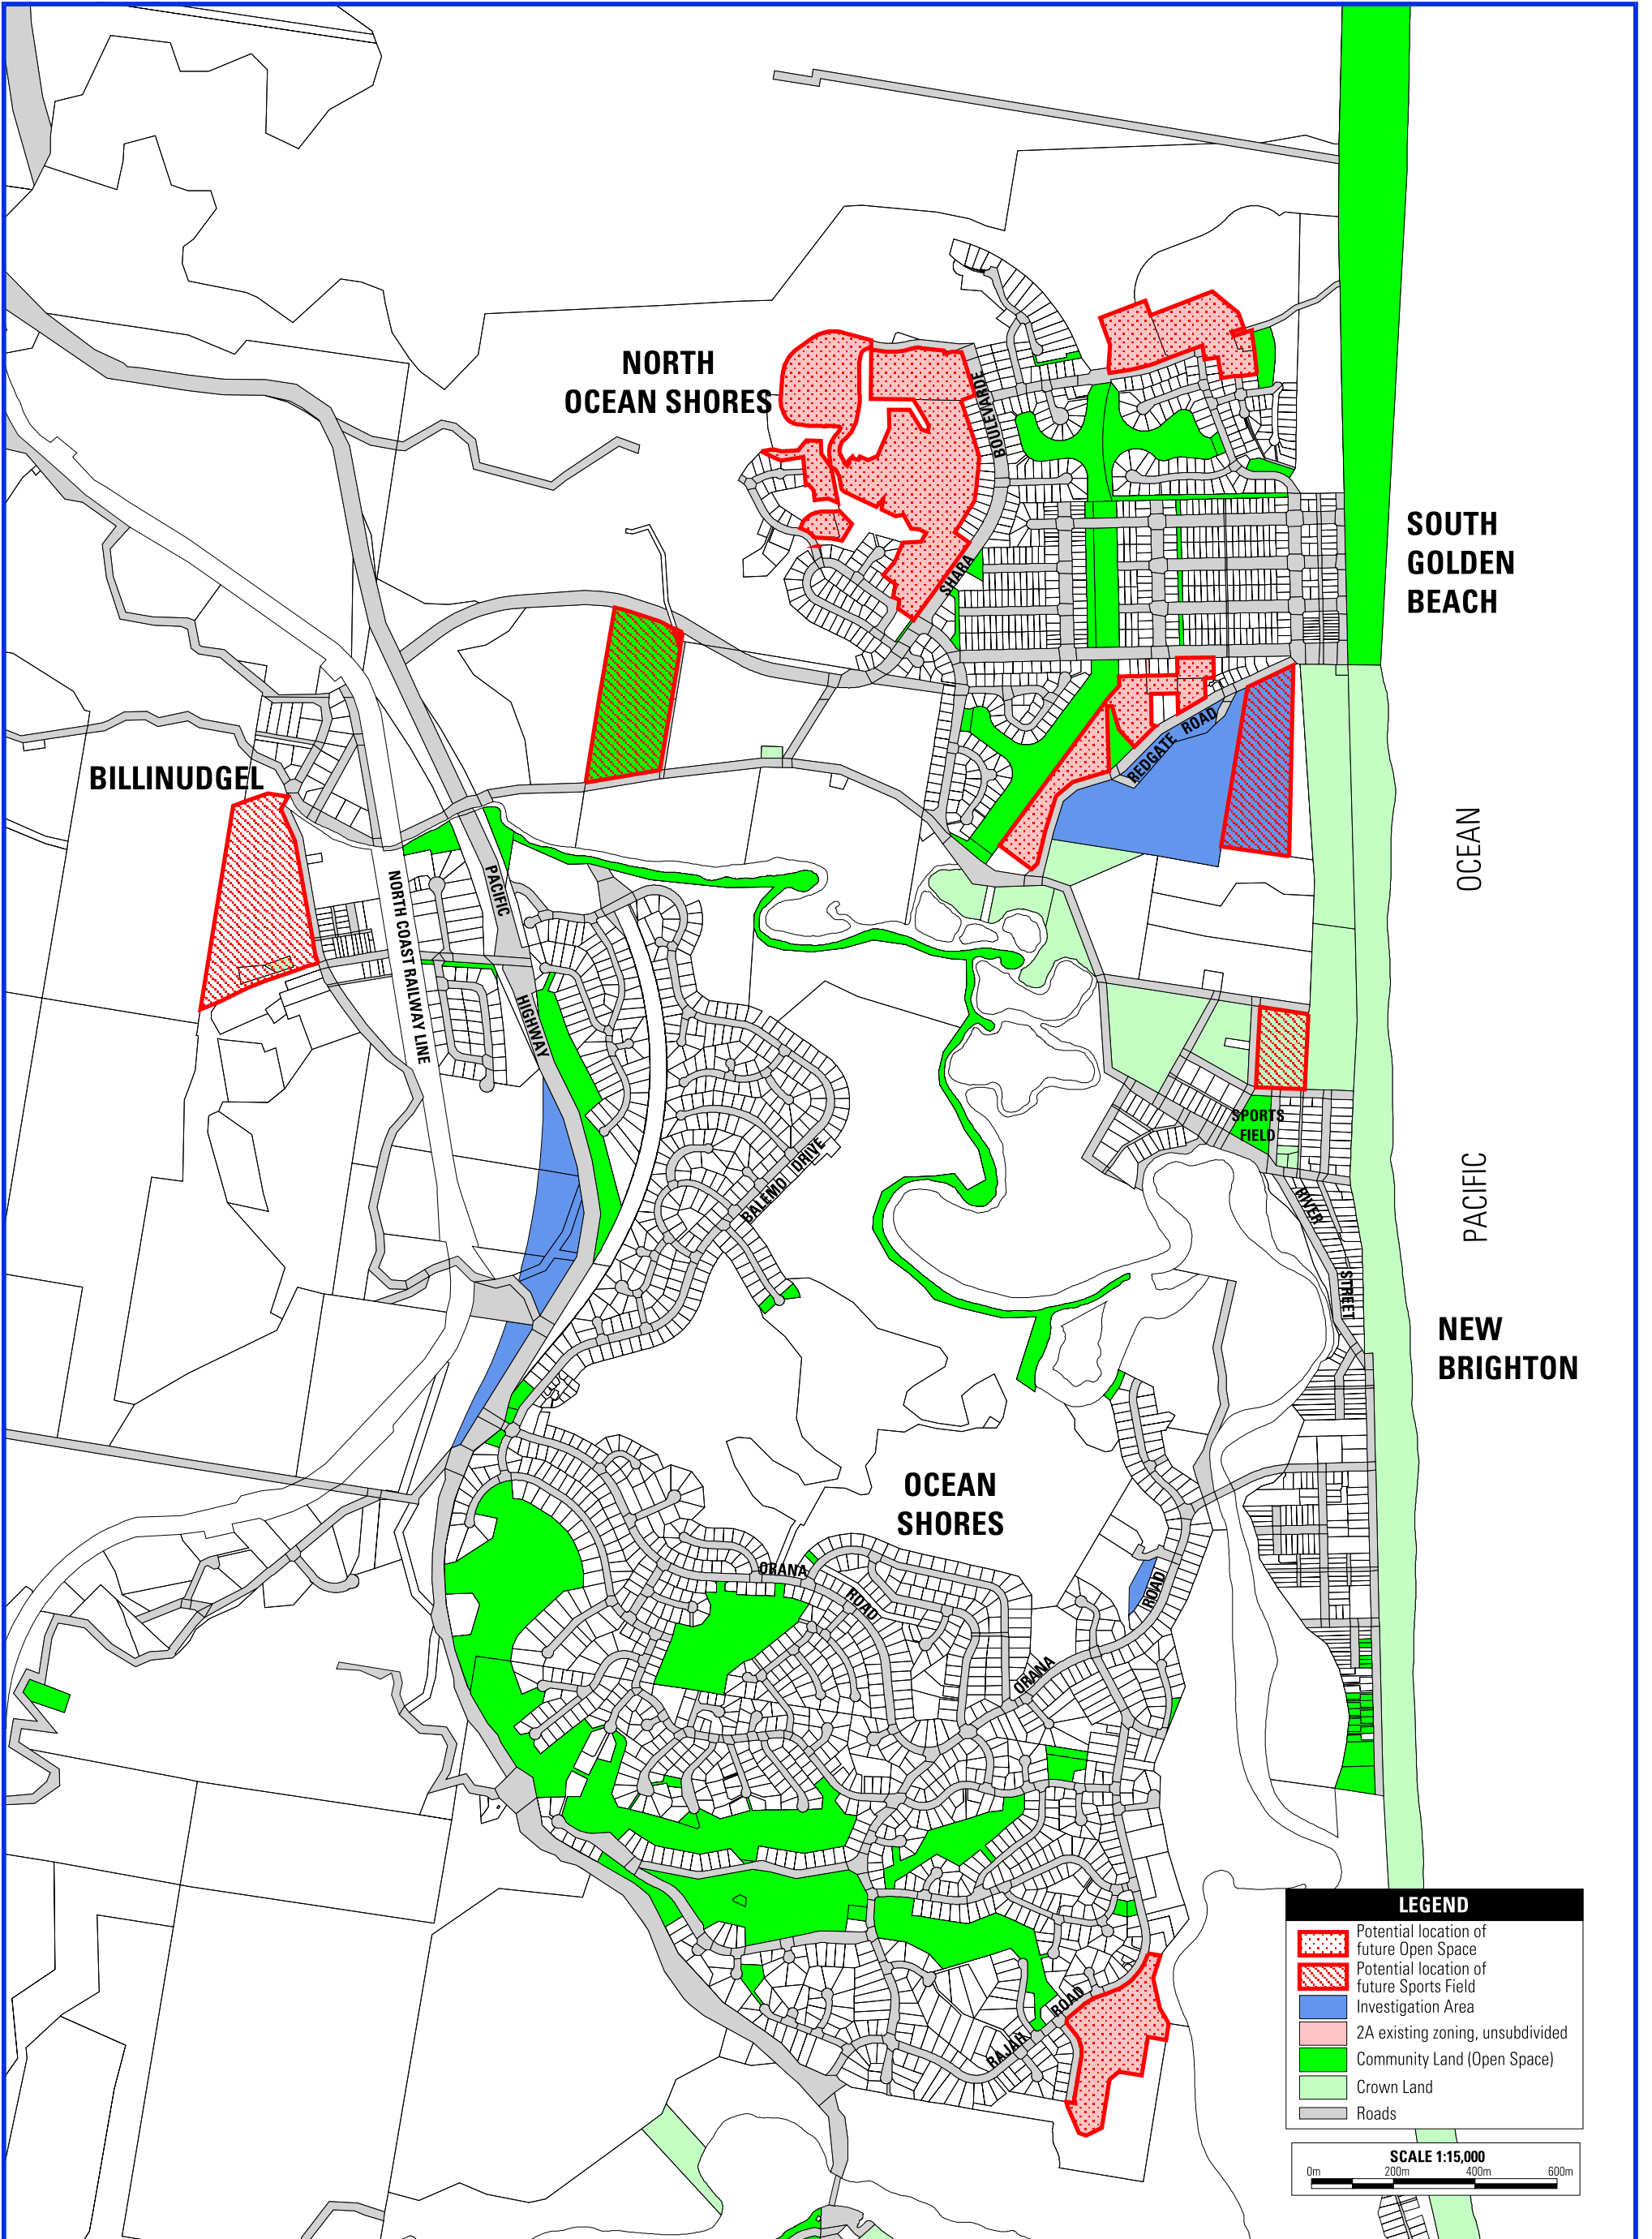 NORTH
OCEAN SHORES
BOULEVARDE
SHARA
SOUTH
GOLDEN
BEACH
REDGATE ROAD
BILLINUDGEL
OCEAN
PACIFIC
NORTH COAST RAILWAY LINE
PACIFIC
HIGHWAY
SPORTS
FIELD
BALEMO DRIVE
RIVER
STREET
NEW
BRIGHTON
OCEAN
SHORES
ORANA
ROAD
ORANA
ROAD
RAJAH ROAD
LEGEND
Potential location of
future Open Space
Potential location of
future Sports Field
Investigation Area
2A existing zoning, unsubdivided
Community Land (Open Space)
Crown Land
Roads
SCALE 1:15,000
0m 200m 400m 600m